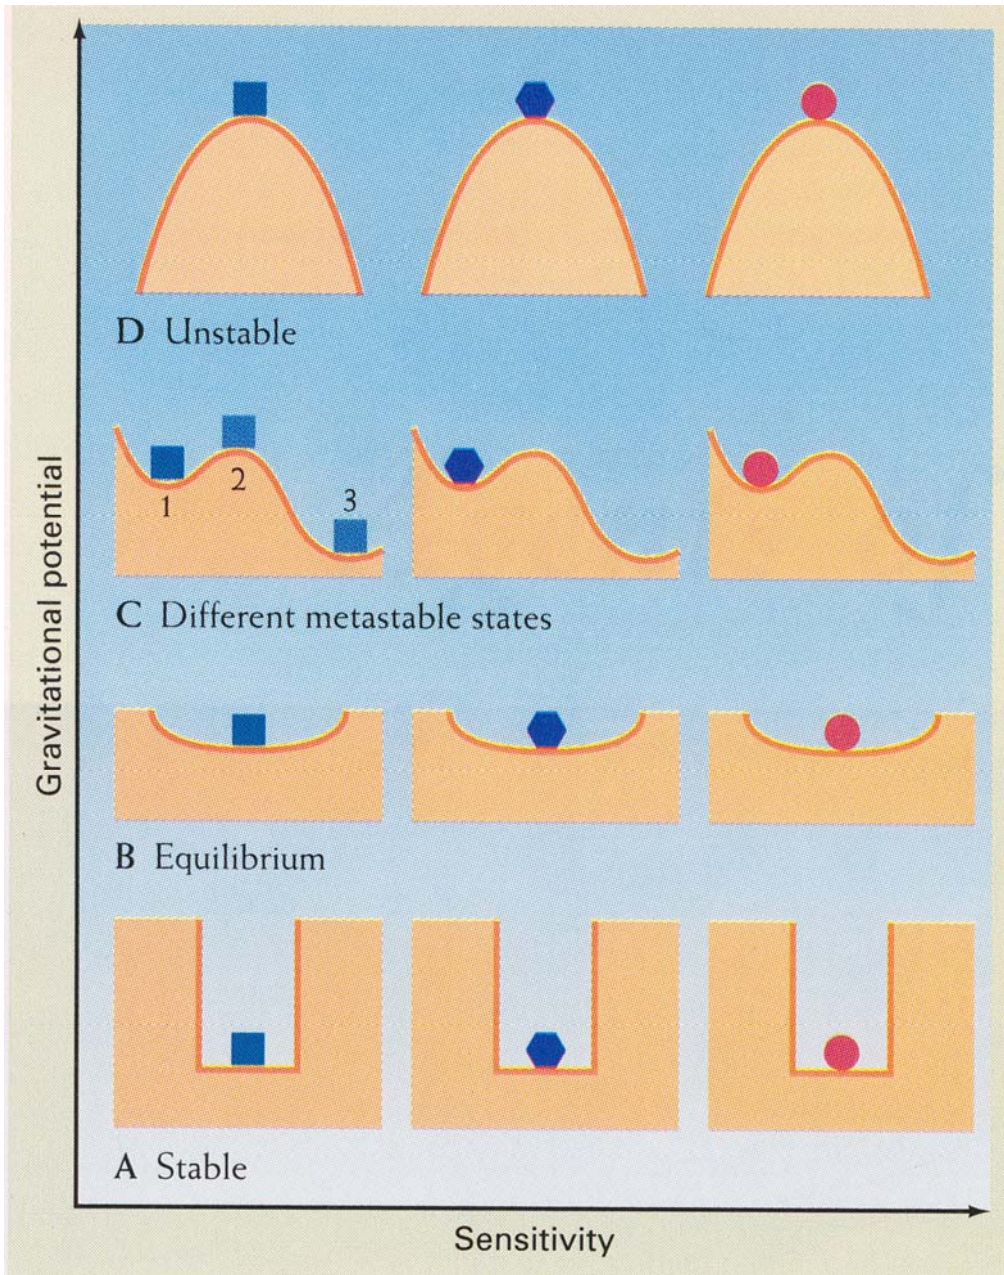 D Unstable
1
2
3
C Different metastable states
B Equilibrium
A Stable
Gravitational potential
Sensitivity